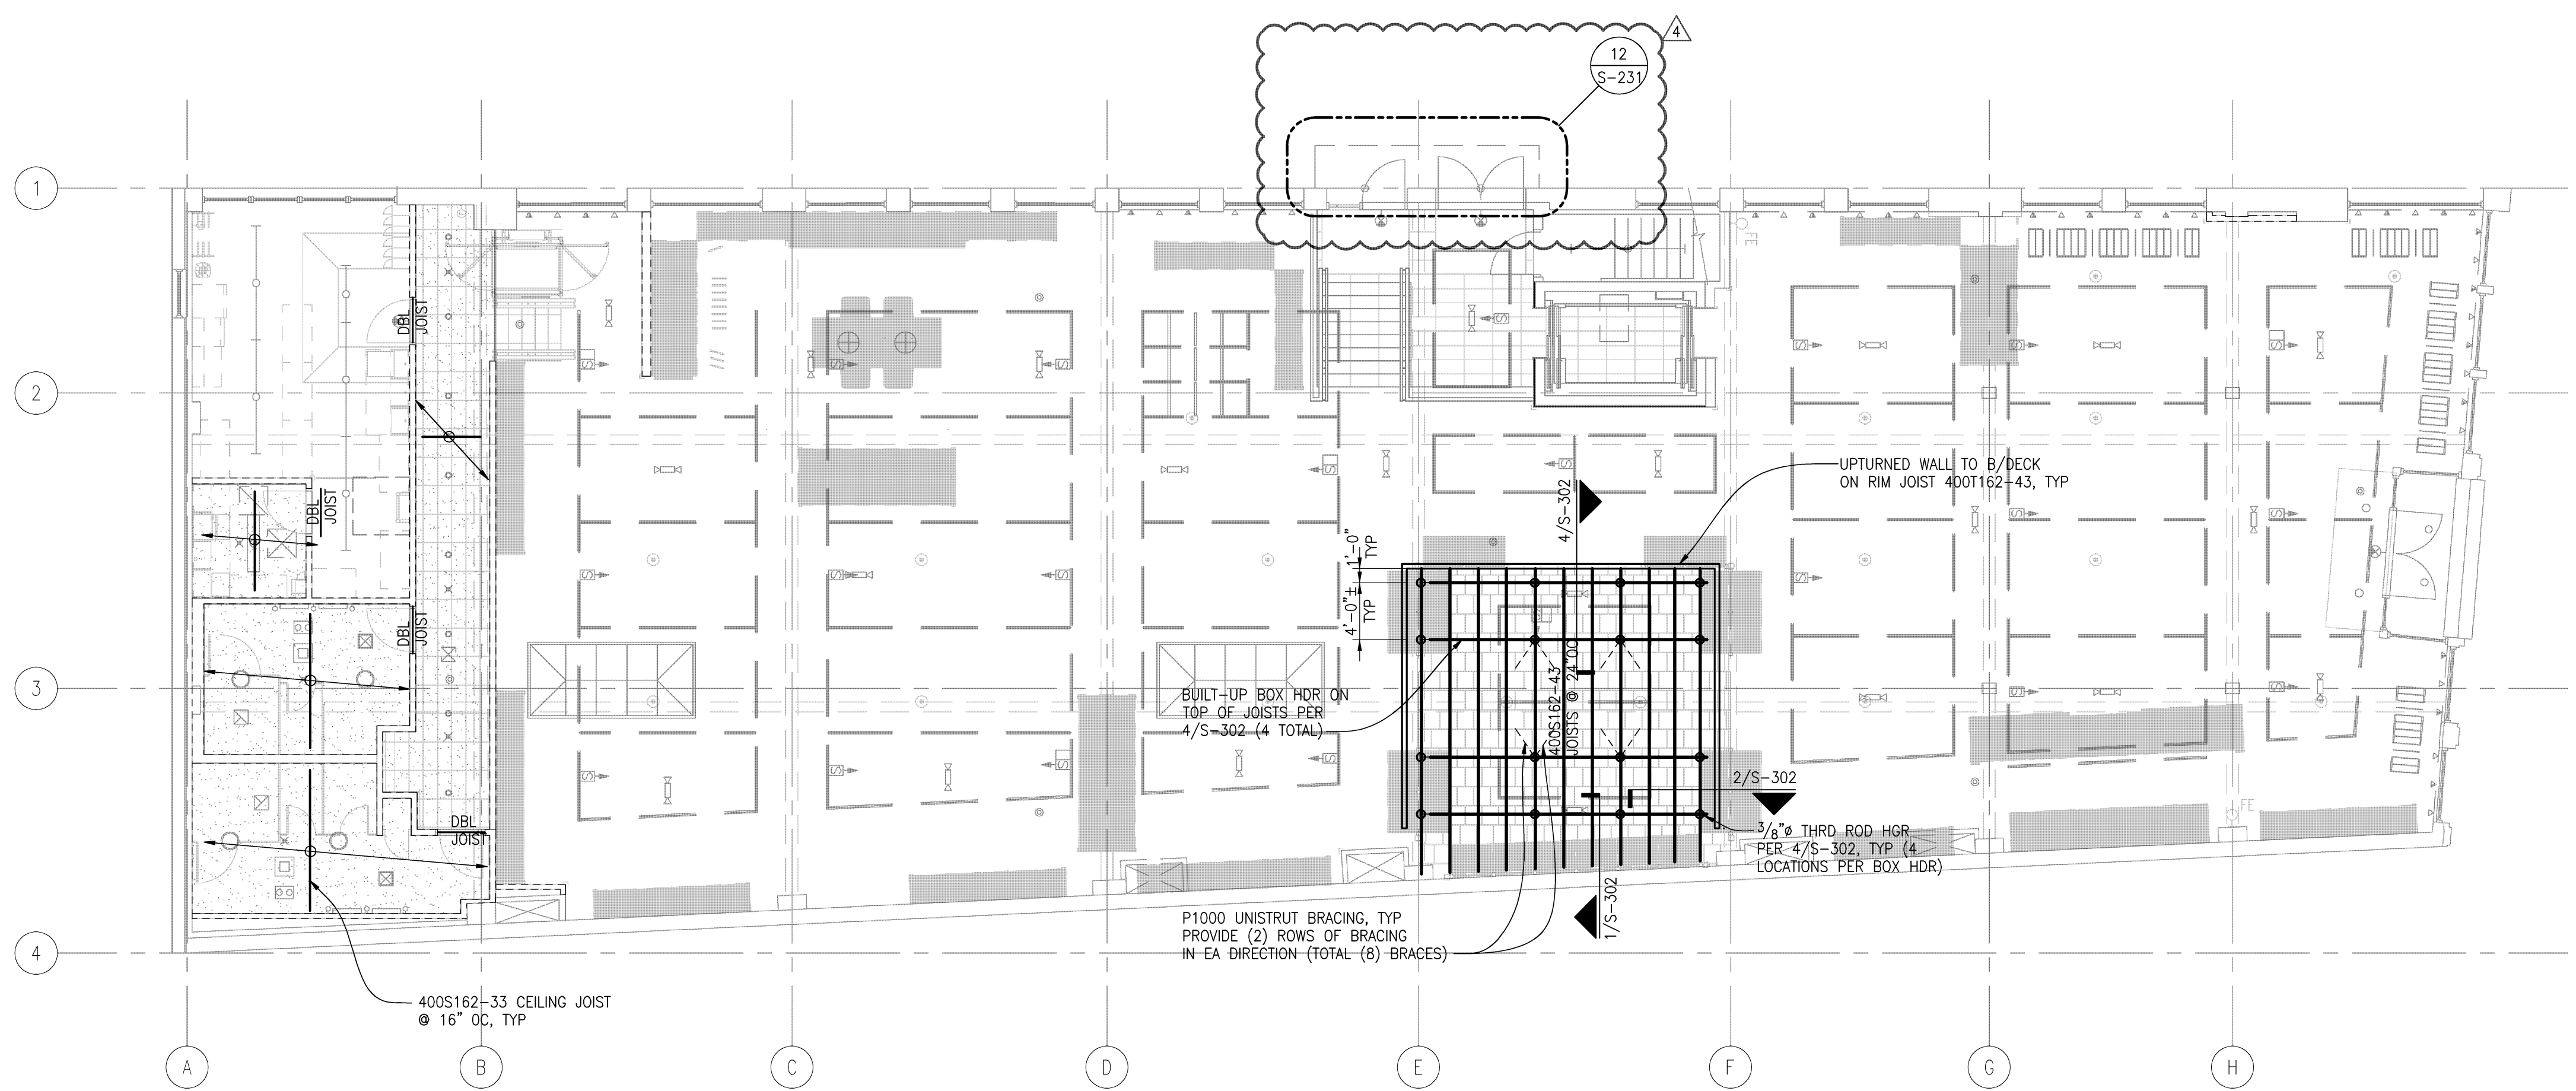 4
12
S-231
1
FE
DBL
JOIST
2
UPTURNED WALL TO B/DECK
ON RIM JOIST 400T162-43, TYP
4/S-302
DBL
JOIST
1'-0"
TYP
4'-0"±
TYP
DBL
JOIST
3
400S162-43
JOISTS @ 24"OC
BUILT-UP BOX HDR ON
TOP OF JOISTS PER
4/S-302 (4 TOTAL)
2/S-302
FE
DBL
JOIST
3/8"ø THRD ROD HGR
PER 4/S-302, TYP (4
LOCATIONS PER BOX HDR)
1/S-302
P1000 UNISTRUT BRACING, TYP
PROVIDE (2) ROWS OF BRACING
IN EA DIRECTION (TOTAL (8) BRACES)
4
400S162-33 CEILING JOIST
@ 16" OC, TYP
A
B
C
D
E
F
G
H